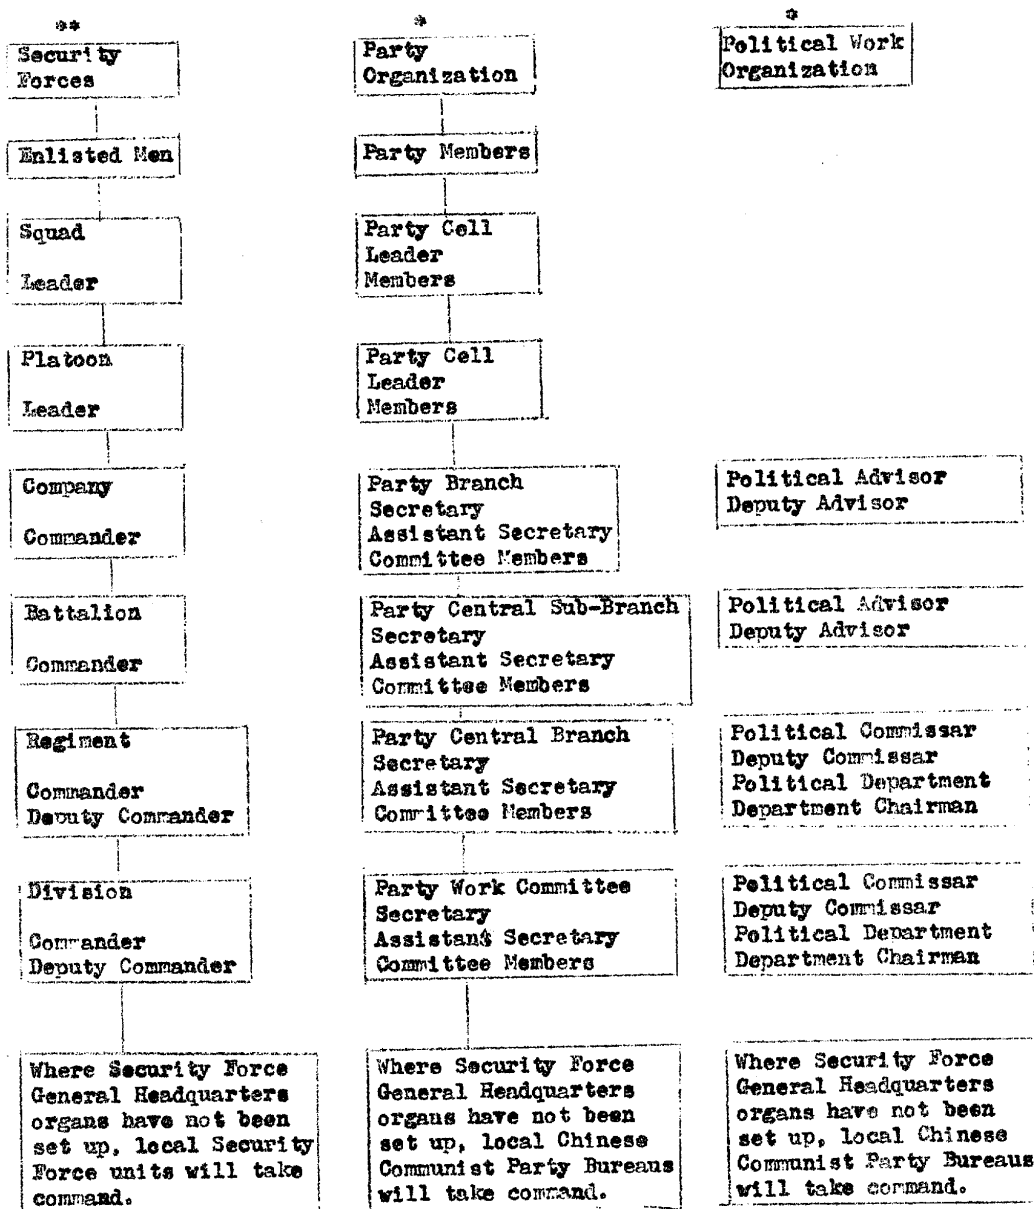 **
Security
Forces
Enlisted Men
Squad
Leader
Platoon
Leader
Company
Commander
Battalion
Commander
Regiment
Commander
Deputy Commander
Division
Commander
Deputy Commander
Where Security Force
General Headquarters
organs have not been
set up, local Security
Force units will take
command.
*
Party
Organization
Party Members
Party Cell
Leader
Members
Party Cell
Leader
Members
Party Branch
Secretary
Assistant Secretary
Committee Members
Party Central Sub-Branch
Secretary
Assistant Secretary
Committee Members
Party Central Branch
Secretary
Assistant Secretary
Committee Members
Party Work Committee
Secretary
Assistant Secretary
Committee Members
Where Security Force
General Headquarters
organs have not been
set up, local Chinese
Communist Party Bureaus
will take command.
*
Political Work
Organization
Political Advisor
Deputy Advisor
Political Advisor
Deputy Advisor
Political Commissar
Deputy Commissar
Political Department
Department Chairman
Political Commissar
Deputy Commissar
Political Department
Department Chairman
Where Security Force
General Headquarters
organs have not been
set up, local Chinese
Communist Party Bureaus
will take command.